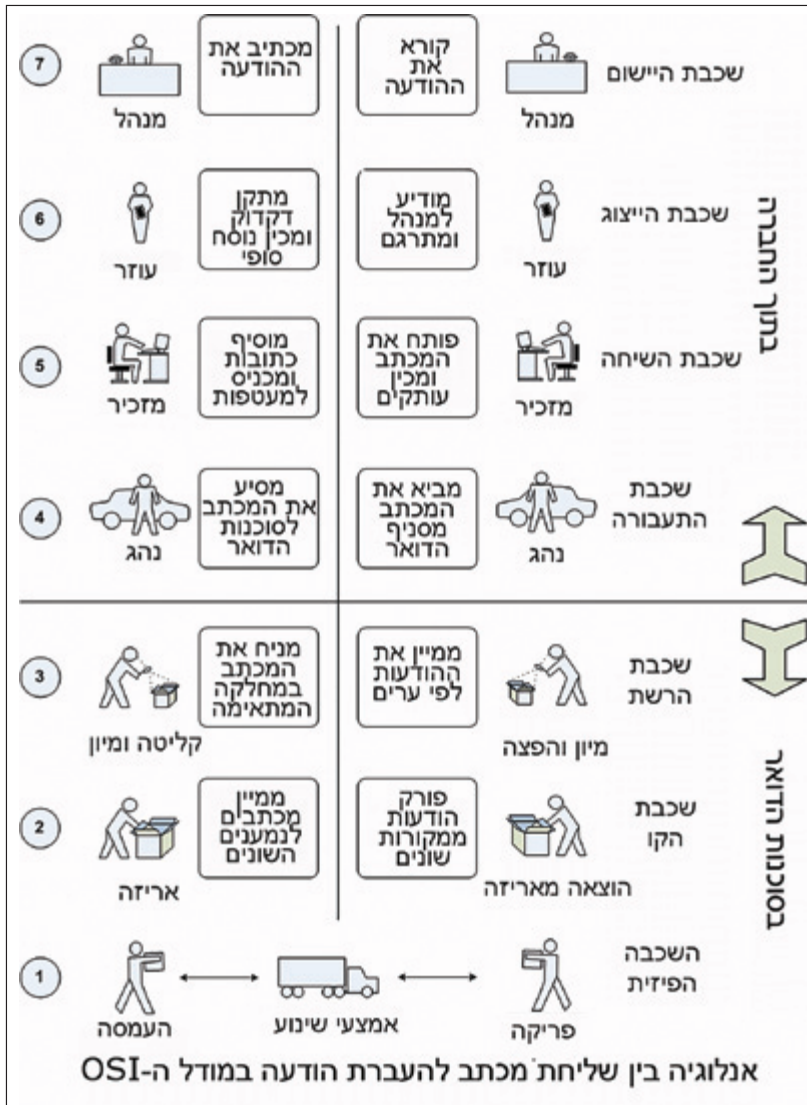 שכבת היישום
מנהל
קורא
את
ההודעה
מכתיב את
ההודעה
מנהל
7
בתוך החברה
שכבת הייצוג
עוזר
מודיע
למנהל
ומתרגם
מתקן
דקדוק
ומכין נוסח
סופי
עוזר
6
שכבת השיחה
מזכיר
פותח את
המכתב
ומכין
עותקים
מוסיף
כתובות
ומכניס
למעטפות
מזכיר
5
שכבת
התעבורה
נהג
מביא את
המכתב
מסניף
הדואר
מסיע
את המכתב
לסוכנות
הדואר
נהג
4
שכבת
הרשת
מיון והפצה
ממיין את
ההודעות
לפי ערים
מניח את
המכתב
במחלקה
המתאימה
קליטה ומיון
3
בסוכנות הדואר
שכבת
הקו
הוצאה מאריזה
פורק
הודעות
ממקורות
שונים
ממיין
מכתבים
לנמענים
השונים
אריזה
2
השכבה
הפיזית
פריקה
אמצעי שינוע
העמסה
1
אנלוגיה בין שליחת מכתב להעברת הודעה במודל ה-OSI